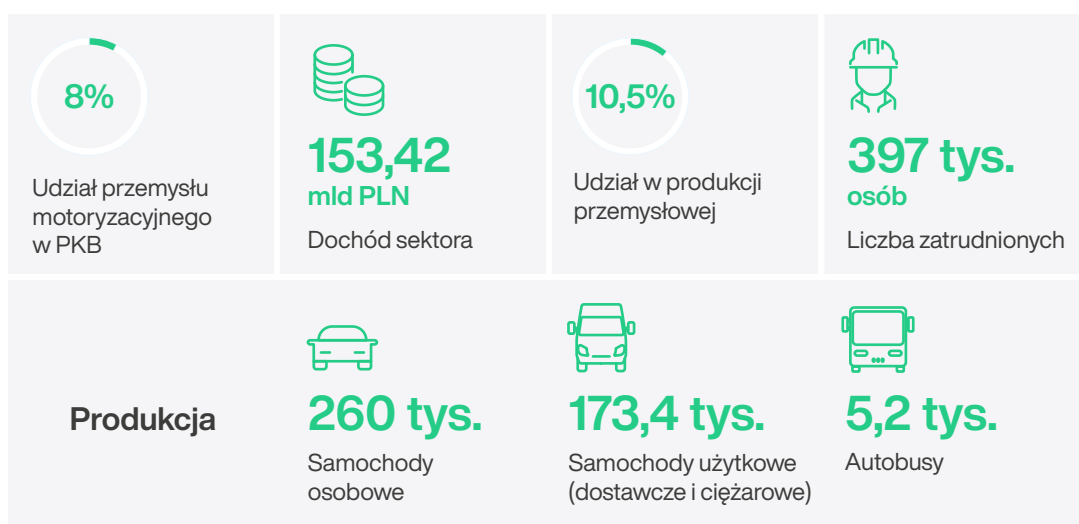 8%
Udział przemysłu
motoryzacyjnego
w PKB
153,42
mld PLN
Dochód sektora
10,5%
Udział w produkcji
przemysłowej
397 tys.
osób
Liczba zatrudnionych
Produkcja
260 tys.
Samochody
osobowe
173,4 tys.
Samochody użytkowe
(dostawcze i ciężarowe)
5,2 tys.
Autobusy